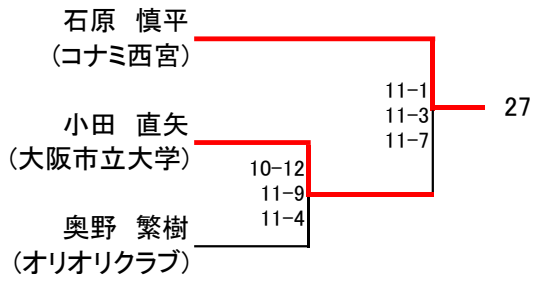 石原　慎平
(コナミ西宮)
11-1
11-3
11-7
27
小田　直矢
(大阪市立大学)
10-12
11-9
11-4
奥野　繁樹
(オリオリクラブ)